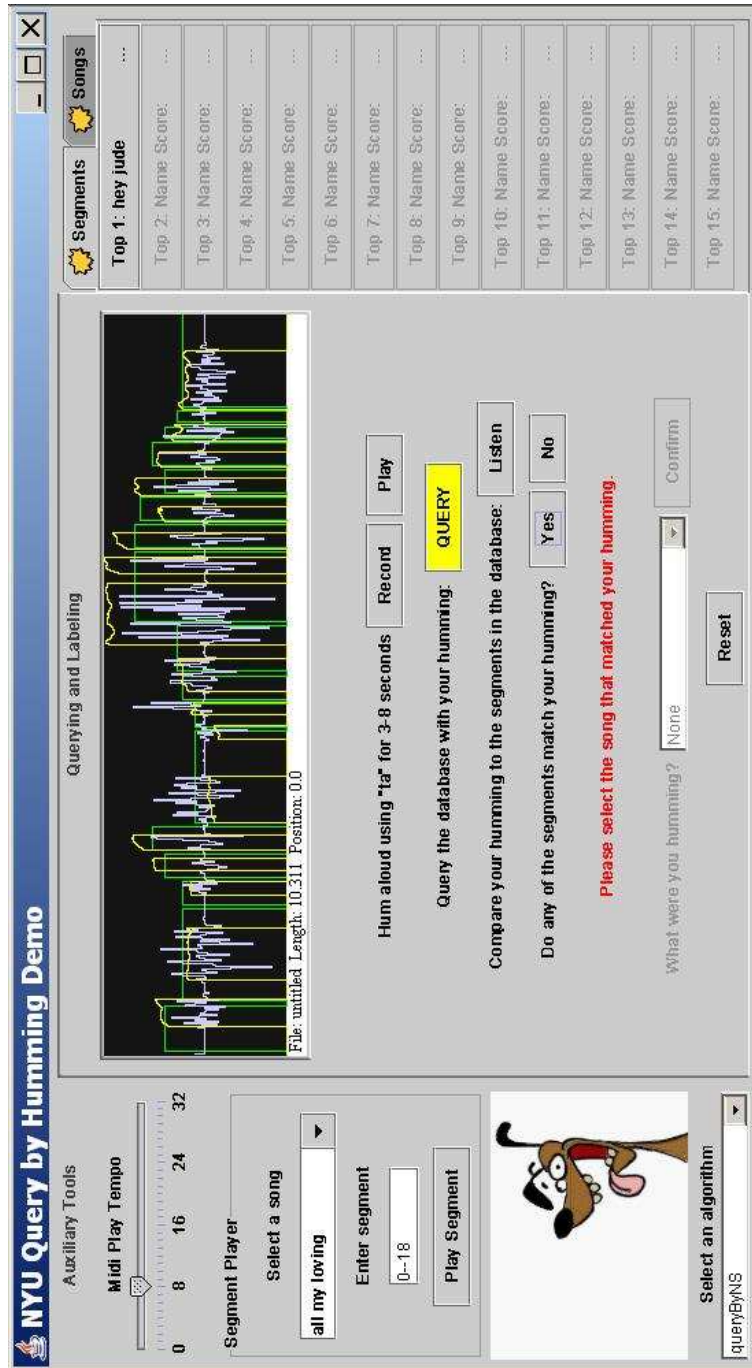 NYU Query by Humming Demo
Auxiliary Tools
Midi Play Tempo
0 8 16 24 32
Segment Player
Select a song
all my loving
Enter segment
0--18
Play Segment
Select an algorithm
queryByNS
Querying and Labeling
File: untitled Length: 10.311 Position: 0.0
Hum aloud using "ta" for 3-8 seconds Record Play
Query the database with your humming: QUERY
Compare your humming to the segments in the database: Listen
Do any of the segments match your humming? Yes No
Please select the song that matched your humming.
What were you humming? None Confirm
Reset
Segments Songs
Top 1: hey jude ...
Top 2: Name Score: ...
Top 3: Name Score: ...
Top 4: Name Score: ...
Top 5: Name Score: ...
Top 6: Name Score: ...
Top 7: Name Score: ...
Top 8: Name Score: ...
Top 9: Name Score: ...
Top 10: Name Score: ...
Top 11: Name Score: ...
Top 12: Name Score: ...
Top 13: Name Score: ...
Top 14: Name Score: ...
Top 15: Name Score: ...